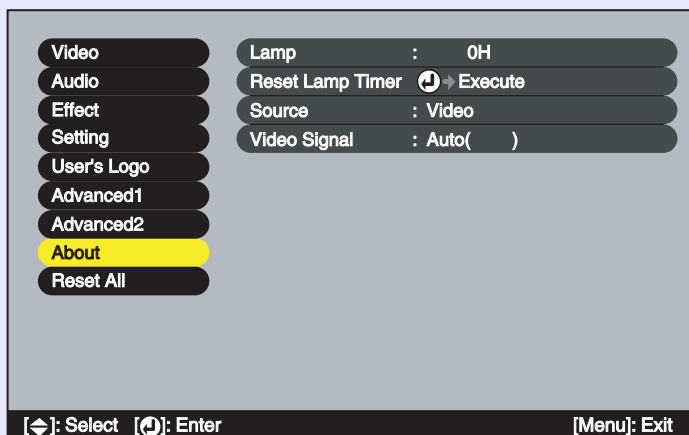 Video
Audio
Effect
Setting
User's Logo
Advanced1
Advanced2
About
Reset All
Lamp : 0H
Reset Lamp Timer Execute
Source : Video
Video Signal : Auto( )
[ ]: Select [ ]: Enter [Menu]: Exit